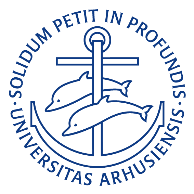 · SOLIDUM PETIT IN PROFUNDIS ·
UNIVERSITAS ARHUSIENSIS